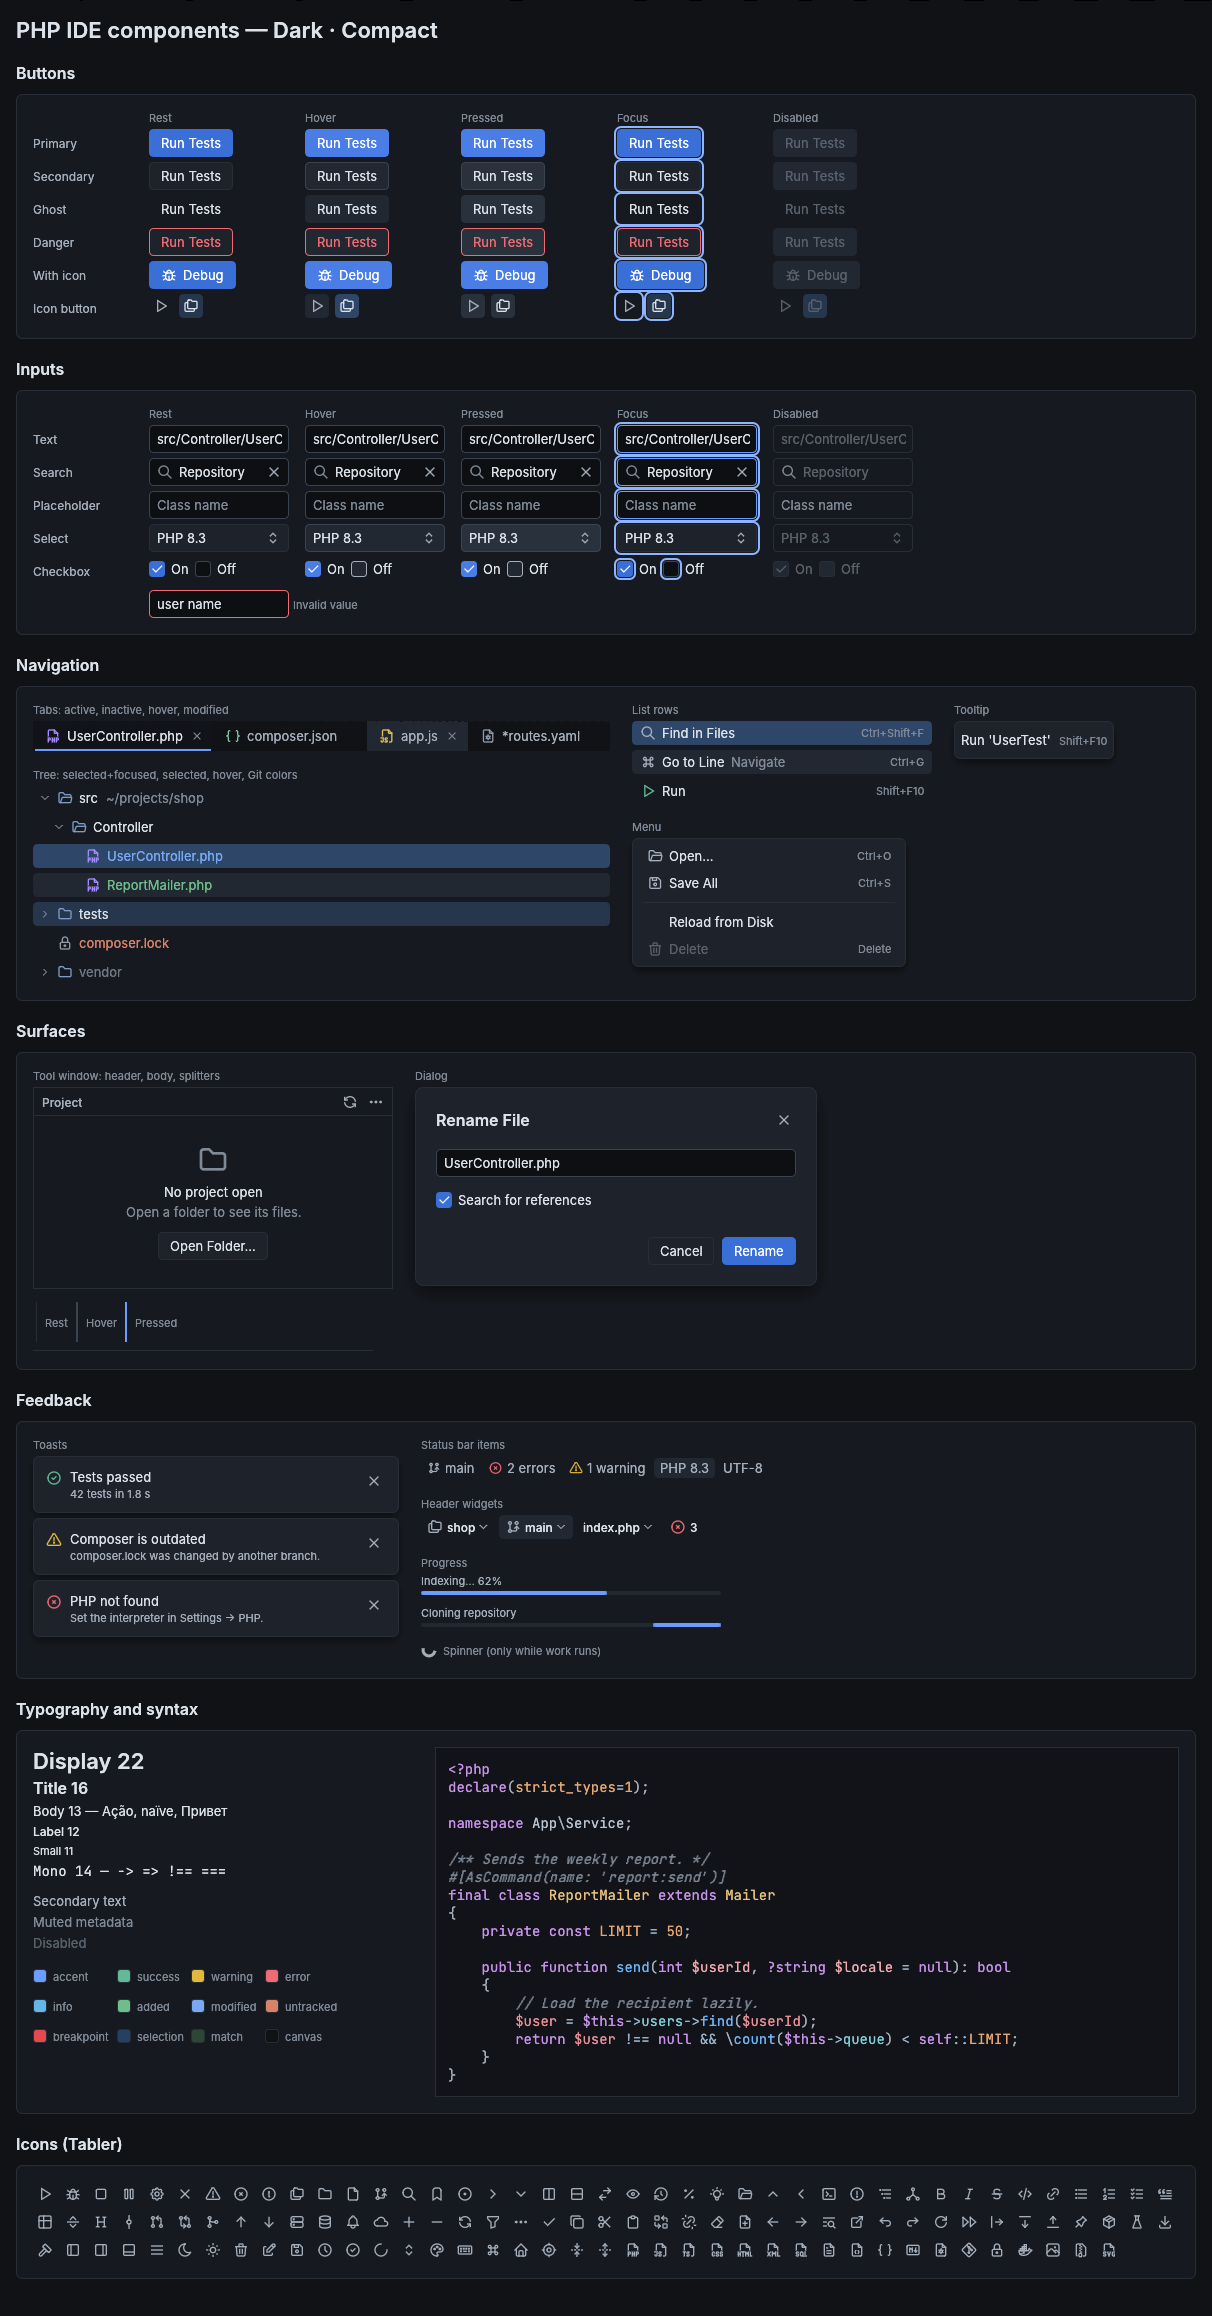 PHP IDE components — Dark · Compact
Buttons
Rest Hover Pressed Focus Disabled
Primary Run Tests Run Tests Run Tests Run Tests Run Tests
Secondary Run Tests Run Tests Run Tests Run Tests Run Tests
Ghost Run Tests Run Tests Run Tests Run Tests Run Tests
Danger Run Tests Run Tests Run Tests Run Tests Run Tests
With icon Debug Debug Debug Debug Debug
Icon button
Inputs
Rest Hover Pressed Focus Disabled
Text src/Controller/UserC src/Controller/UserC src/Controller/UserC src/Controller/UserC src/Controller/UserC
Search Repository Repository Repository Repository Repository
Placeholder Class name Class name Class name Class name Class name
Select PHP 8.3 PHP 8.3 PHP 8.3 PHP 8.3 PHP 8.3
Checkbox On Off On Off On Off On Off On Off
user name Invalid value
Navigation
Tabs: active, inactive, hover, modified
UserController.php composer.json app.js *routes.yaml
Tree: selected+focused, selected, hover, Git colors
src ~/projects/shop
Controller
UserController.php
ReportMailer.php
tests
composer.lock
vendor
List rows
Find in Files Ctrl+Shift+F
Go to Line Navigate Ctrl+G
Run Shift+F10
Menu
Open... Ctrl+O
Save All Ctrl+S
Reload from Disk
Delete Delete
Tooltip
Run 'UserTest' Shift+F10
Surfaces
Tool window: header, body, splitters
Project
No project open
Open a folder to see its files.
Open Folder...
Rest Hover Pressed
Dialog
Rename File
UserController.php
Search for references
Cancel Rename
Feedback
Toasts
Tests passed
42 tests in 1.8 s
Composer is outdated
composer.lock was changed by another branch.
PHP not found
Set the interpreter in Settings → PHP.
Status bar items
main 2 errors 1 warning PHP 8.3 UTF-8
Header widgets
shop main index.php 3
Progress
Indexing... 62%
Cloning repository
Spinner (only while work runs)
Typography and syntax
Display 22
Title 16
Body 13 — Ação, naïve, Привет
Label 12
Small 11
Mono 14 — -> => !== ===
Secondary text
Muted metadata
Disabled
accent success warning error
info added modified untracked
breakpoint selection match canvas
<?php
declare(strict_types=1);
namespace App\Service;
/** Sends the weekly report. */
#[AsCommand(name: 'report:send')]
final class ReportMailer extends Mailer
{
private const LIMIT = 50;
public function send(int $userId, ?string $locale = null): bool
{
// Load the recipient lazily.
$user = $this->users->find($userId);
return $user !== null && \count($this->queue) < self::LIMIT;
}
}
Icons (Tabler)